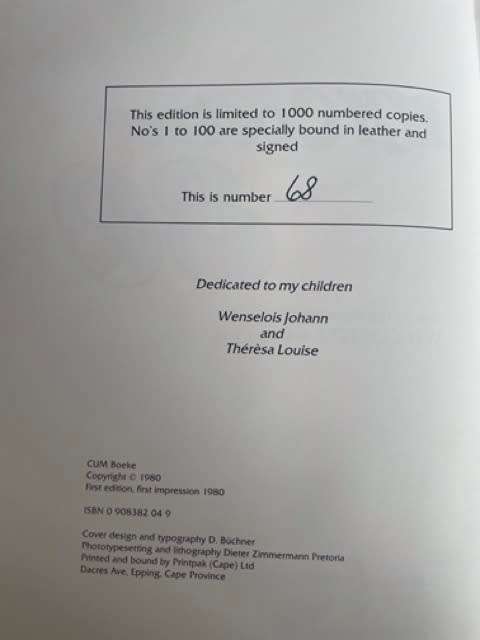 This edition is limited to 1000 numbered copies.
No's 1 to 100 are specially bound in leather and
signed
This is number 68
Dedicated to my children
Wenselois Johann
and
Thérèsa Louise
CUM Boeke
Copyright © 1980
First edition, first impression 1980
ISBN 0 908382 04 9
Cover design and typography D. Büchner
Phototypesetting and lithography Dieter Zimmermann Pretoria
Printed and bound by Printpak (Cape) Ltd
Dacres Ave, Epping, Cape Province